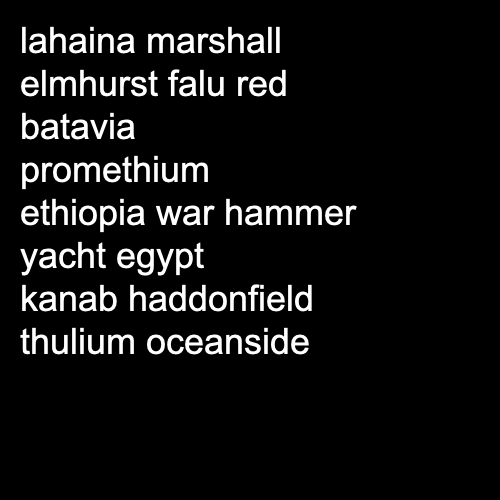 lahaina marshall
elmhurst falu red
batavia
promethium
ethiopia war hammer
yacht egypt
kanab haddonfield
thulium oceanside